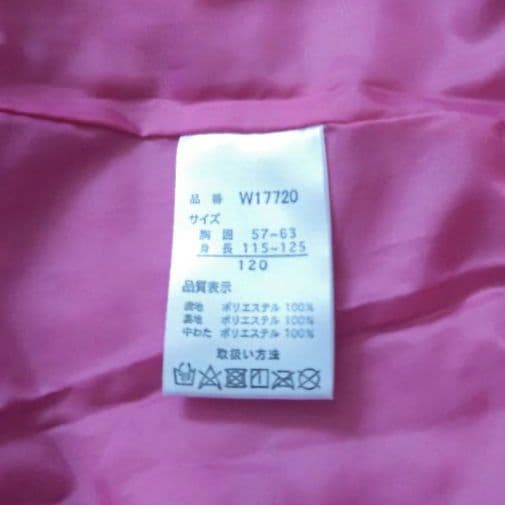 品番 W17720
サイズ
胸囲 57~63
身長 115~125
120
品質表示
表地 ポリエステル 100%
裏地 ポリエステル 100%
中わた ポリエステル 100%
取扱い方法